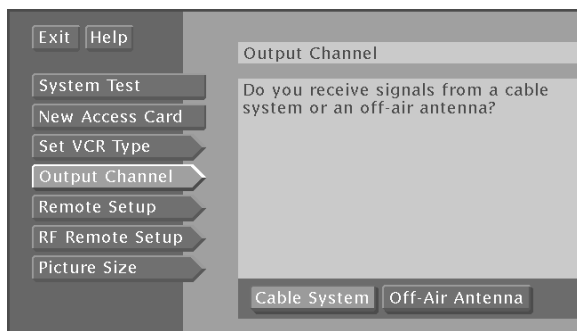 Exit Help
System Test
New Access Card
Set VCR Type
Output Channel
Remote Setup
RF Remote Setup
Picture Size
Output Channel
Do you receive signals from a cable
system or an off-air antenna?
Cable System Off-Air Antenna